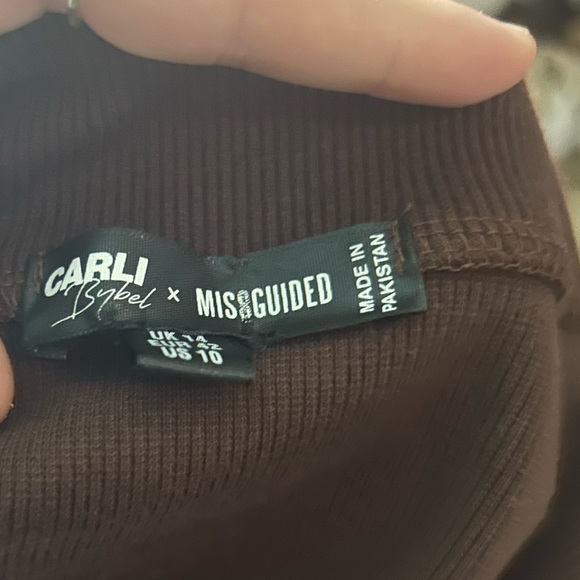 CARLI
Bybel x MISSGUIDED
MADE IN
PAKISTAN
UK 14
EUR 42
US 10